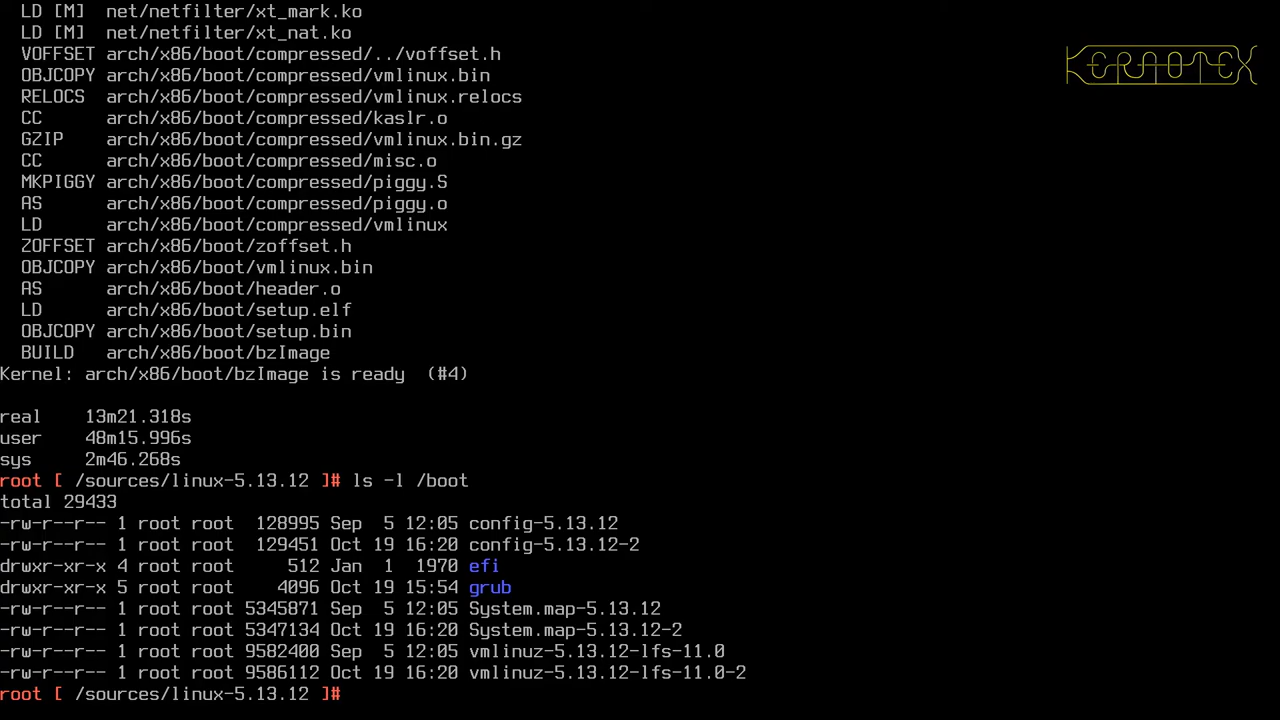 LD [M]  net/netfilter/xt_mark.ko
LD [M]  net/netfilter/xt_nat.ko
VOFFSET arch/x86/boot/compressed/../voffset.h
OBJCOPY arch/x86/boot/compressed/vmlinux.bin
RELOCS  arch/x86/boot/compressed/vmlinux.relocs
CC      arch/x86/boot/compressed/kaslr.o
GZIP    arch/x86/boot/compressed/vmlinux.bin.gz
CC      arch/x86/boot/compressed/misc.o
MKPIGGY arch/x86/boot/compressed/piggy.S
AS      arch/x86/boot/compressed/piggy.o
LD      arch/x86/boot/compressed/vmlinux
ZOFFSET arch/x86/boot/zoffset.h
OBJCOPY arch/x86/boot/vmlinux.bin
AS      arch/x86/boot/header.o
LD      arch/x86/boot/setup.elf
OBJCOPY arch/x86/boot/setup.bin
BUILD   arch/x86/boot/bzImage
Kernel: arch/x86/boot/bzImage is ready  (#4)
real    13m21.318s
user    48m15.996s
sys     2m46.268s
root [ /sources/linux-5.13.12 ]# ls -l /boot
total 29433
-rw-r--r-- 1 root root  128995 Sep  5 12:05 config-5.13.12
-rw-r--r-- 1 root root  129451 Oct 19 16:20 config-5.13.12-2
drwxr-xr-x 4 root root     512 Jan  1  1970 efi
drwxr-xr-x 5 root root    4096 Oct 19 15:54 grub
-rw-r--r-- 1 root root 5345871 Sep  5 12:05 System.map-5.13.12
-rw-r--r-- 1 root root 5347134 Oct 19 16:20 System.map-5.13.12-2
-rw-r--r-- 1 root root 9582400 Sep  5 12:05 vmlinuz-5.13.12-lfs-11.0
-rw-r--r-- 1 root root 9586112 Oct 19 16:20 vmlinuz-5.13.12-lfs-11.0-2
root [ /sources/linux-5.13.12 ]#